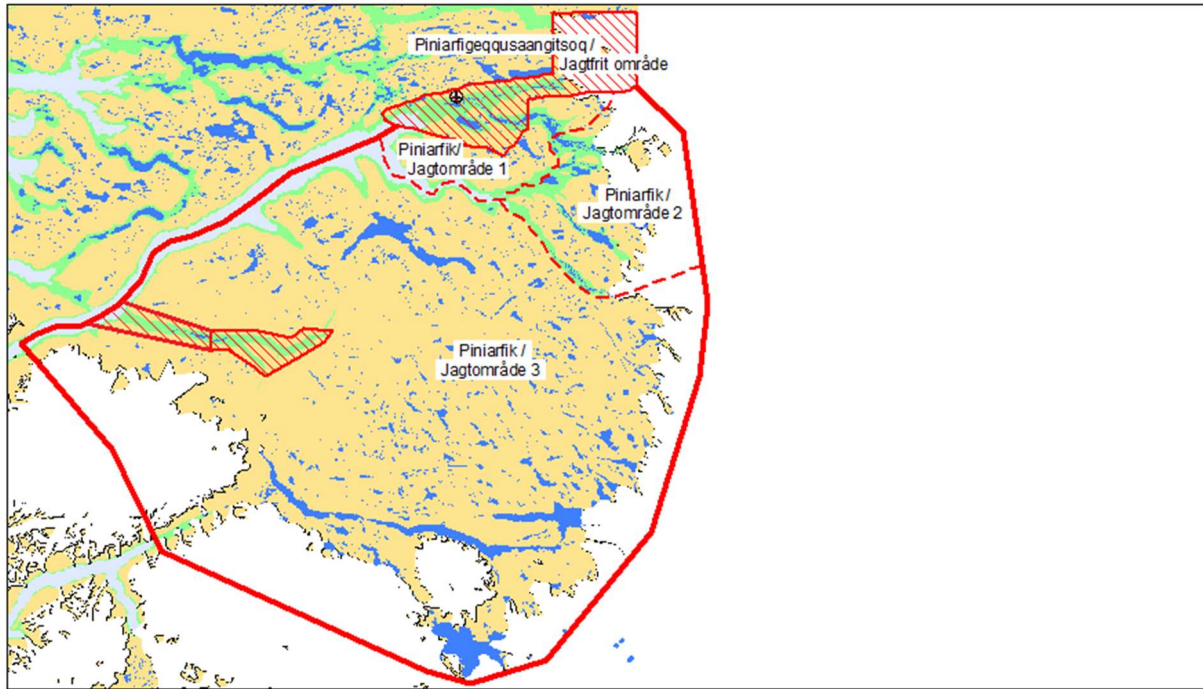 Piniarfigeqqusaangitsoq /
Jagtfrit område
Piniarfik/
Jagtområde 1
Piniarfik /
Jagtområde 2
Piniarfik /
Jagtområde 3